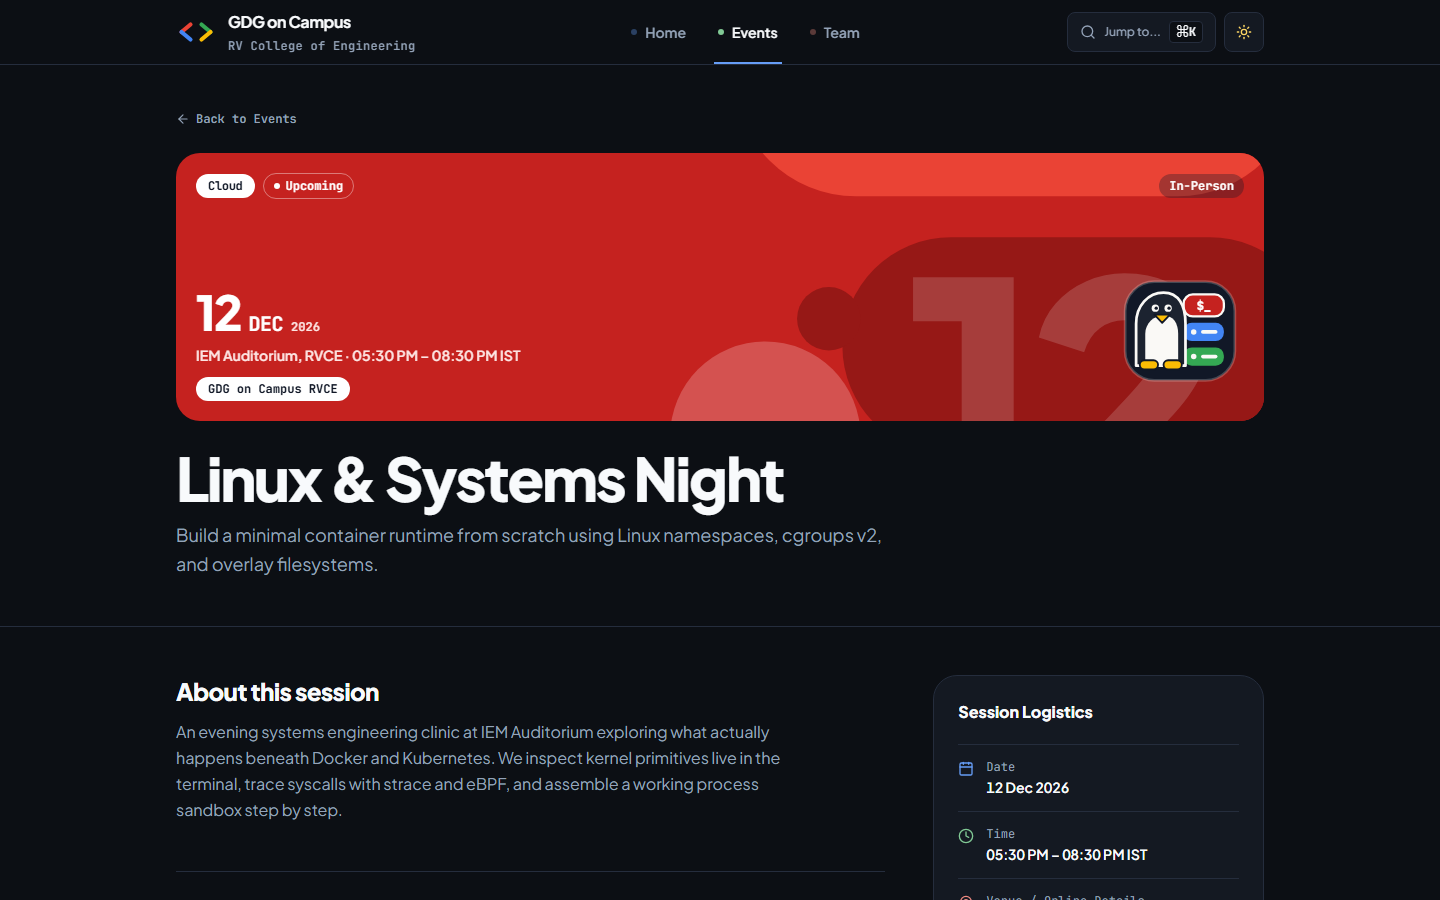 GDG on Campus
RV College of Engineering
Home
Events
Team
Jump to...
⌘K
Back to Events
Cloud
Upcoming
In-Person
12 DEC 2026
IEM Auditorium, RVCE · 05:30 PM – 08:30 PM IST
GDG on Campus RVCE
12
$_
Linux & Systems Night
Build a minimal container runtime from scratch using Linux namespaces, cgroups v2,
and overlay filesystems.
About this session
An evening systems engineering clinic at IEM Auditorium exploring what actually
happens beneath Docker and Kubernetes. We inspect kernel primitives live in the
terminal, trace syscalls with strace and eBPF, and assemble a working process
sandbox step by step.
Session Logistics
Date
12 Dec 2026
Time
05:30 PM – 08:30 PM IST
Venue / Online Details